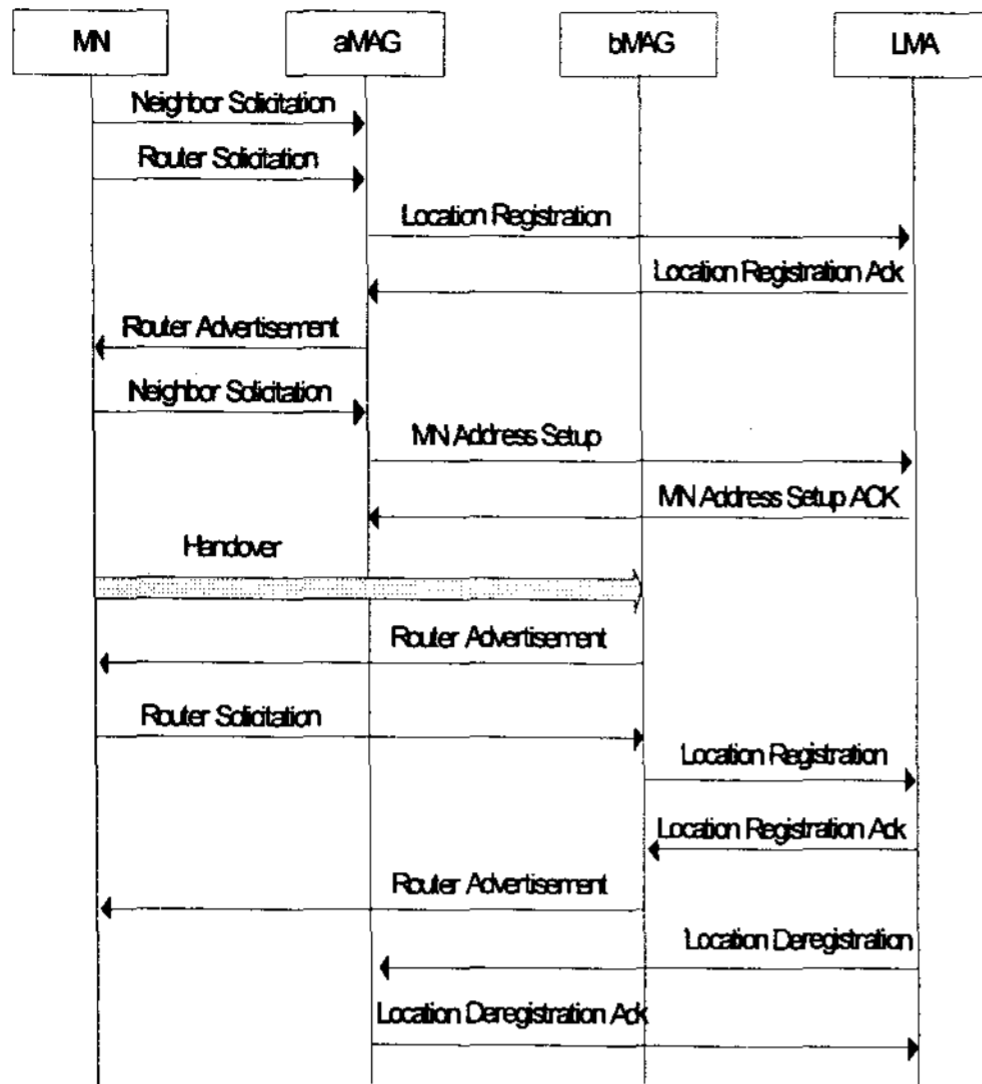 MN
aMAG
bMAG
LMA
Neighbor Solicitation
Router Solicitation
Location Registration
Location Registration Ack
Router Advertisement
Neighbor Solicitation
MN Address Setup
MN Address Setup ACK
Handover
Router Advertisement
Router Solicitation
Location Registration
Location Registration Ack
Router Advertisement
Location Deregistration
Location Deregistration Ack